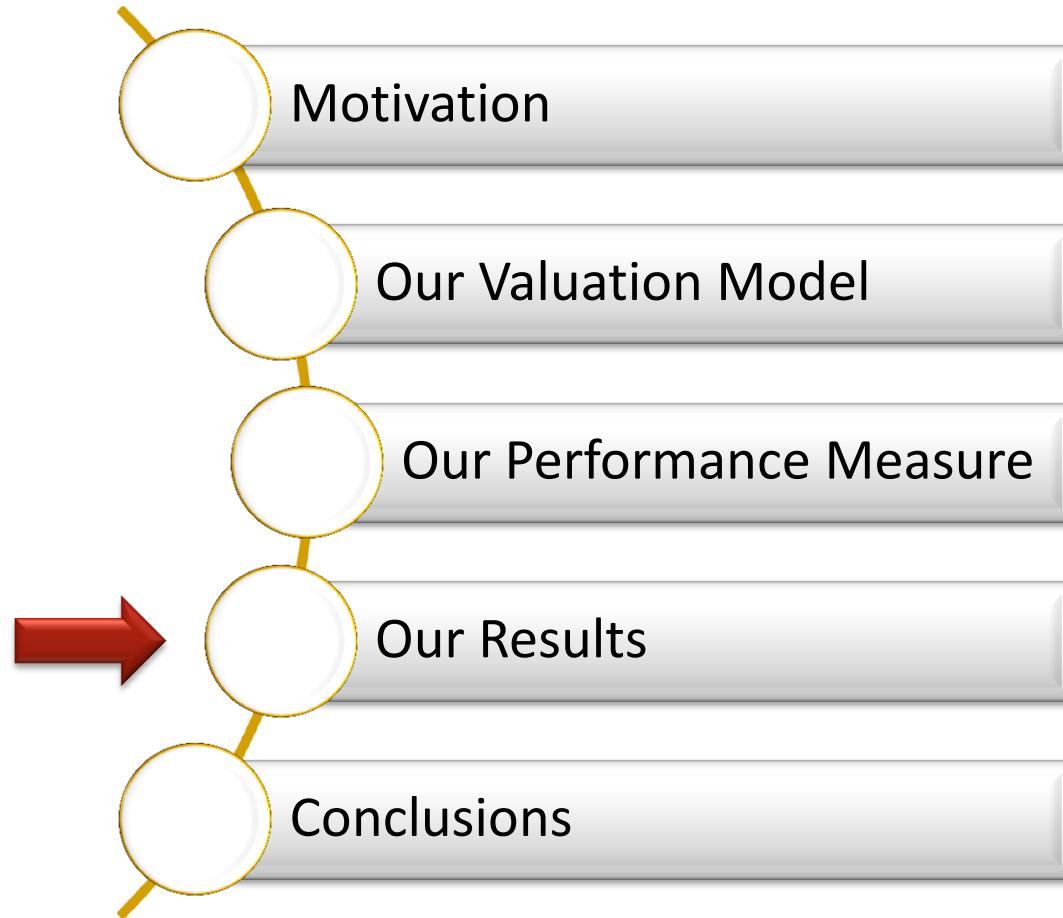 Motivation
Our Valuation Model
Our Performance Measure
Our Results
Conclusions